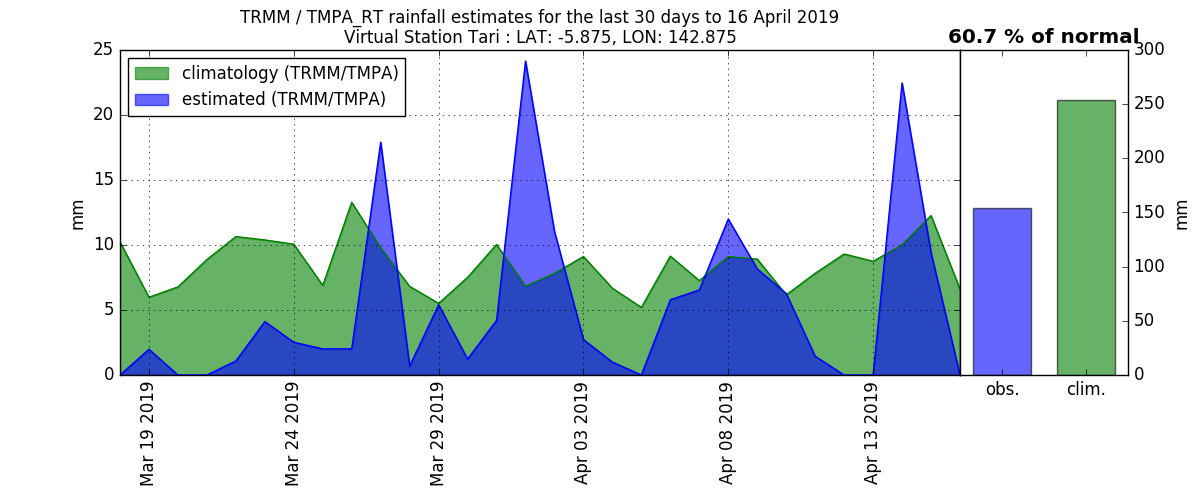 TRMM / TMPA_RT rainfall estimates for the last 30 days to 16 April 2019
Virtual Station Tari : LAT: -5.875, LON: 142.875
60.7 % of normal
climatology (TRMM/TMPA)
estimated (TRMM/TMPA)
mm
25
20
15
10
5
0
Mar 19 2019
Mar 24 2019
Mar 29 2019
Apr 03 2019
Apr 08 2019
Apr 13 2019
obs.
clim.
300
250
200
150
100
50
0
mm